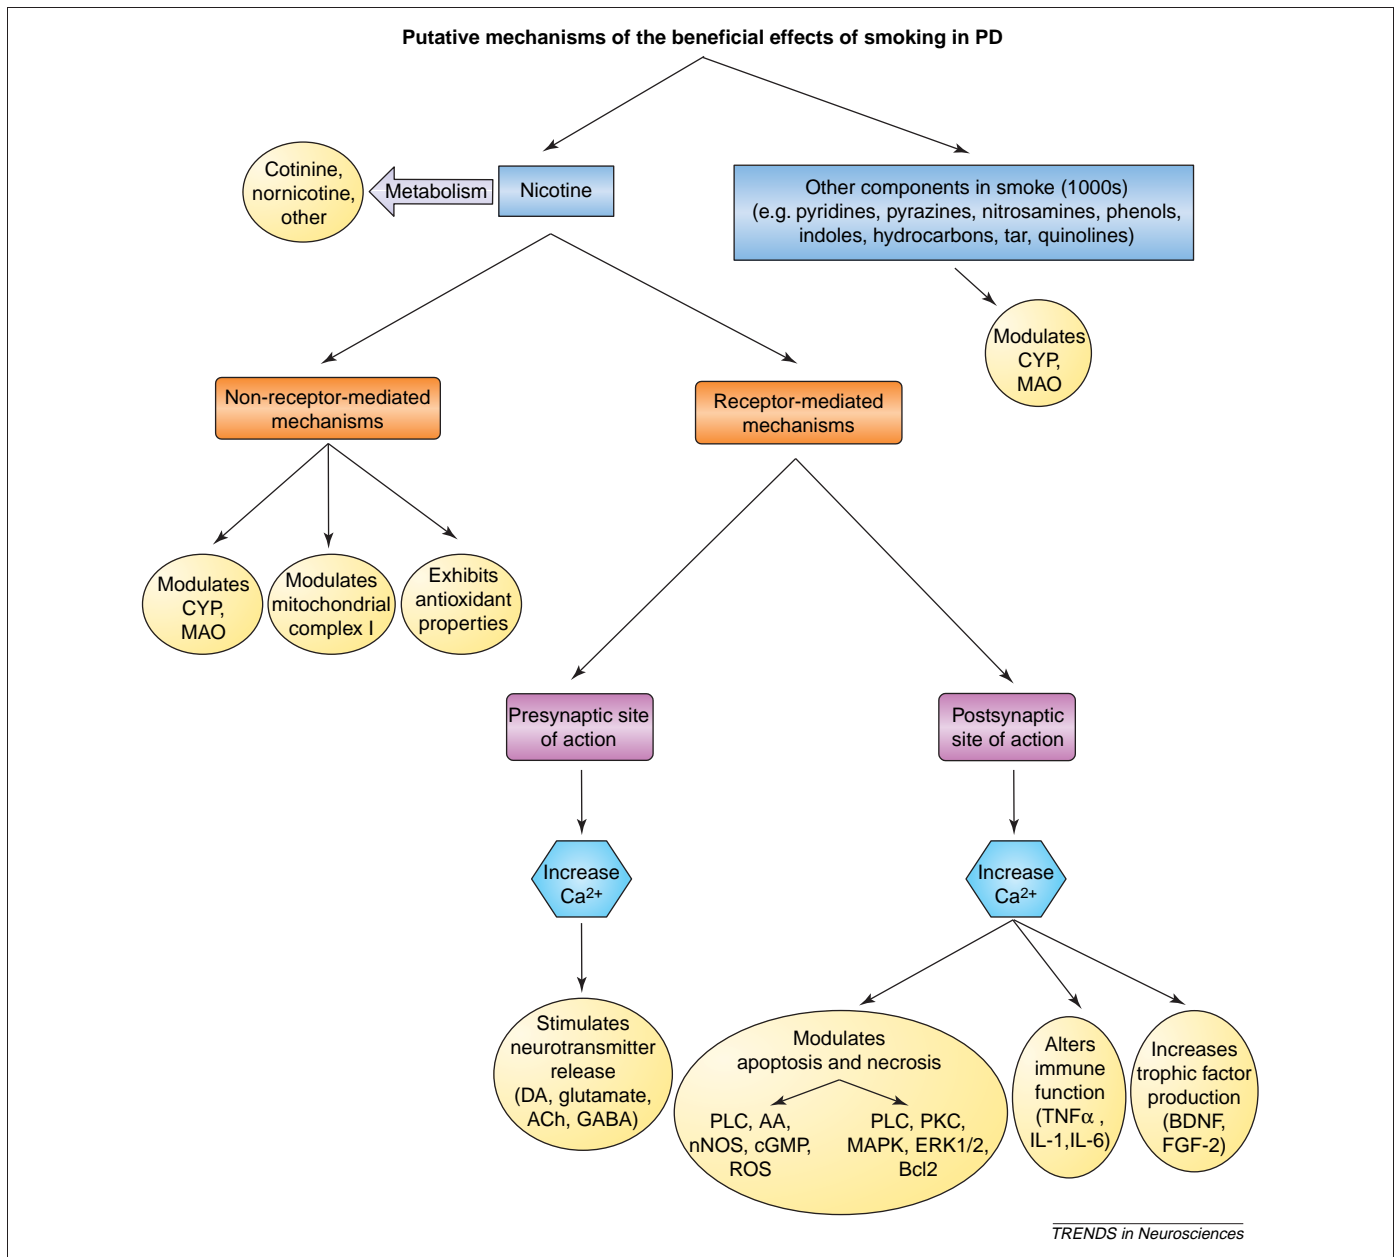 Putative mechanisms of the beneficial effects of smoking in PD
Cotinine,
nornicotine,
other
Metabolism
Nicotine
Other components in smoke (1000s)
(e.g. pyridines, pyrazines, nitrosamines, phenols,
indoles, hydrocarbons, tar, quinolines)
Modulates
CYP,
MAO
Non-receptor-mediated
mechanisms
Receptor-mediated
mechanisms
Modulates
CYP,
MAO
Modulates
mitochondrial
complex I
Exhibits
antioxidant
properties
Presynaptic site
of action
Postsynaptic
site of action
Increase
Ca²⁺
Increase
Ca²⁺
Stimulates
neurotransmitter
release
(DA, glutamate,
ACh, GABA)
Modulates
apoptosis and necrosis
PLC, AA,
nNOS, cGMP,
ROS
PLC, PKC,
MAPK, ERK1/2,
Bcl2
Alters
immune
function
(TNFα ,
IL-1,IL-6)
Increases
trophic factor
production
(BDNF,
FGF-2)
TRENDS in Neurosciences